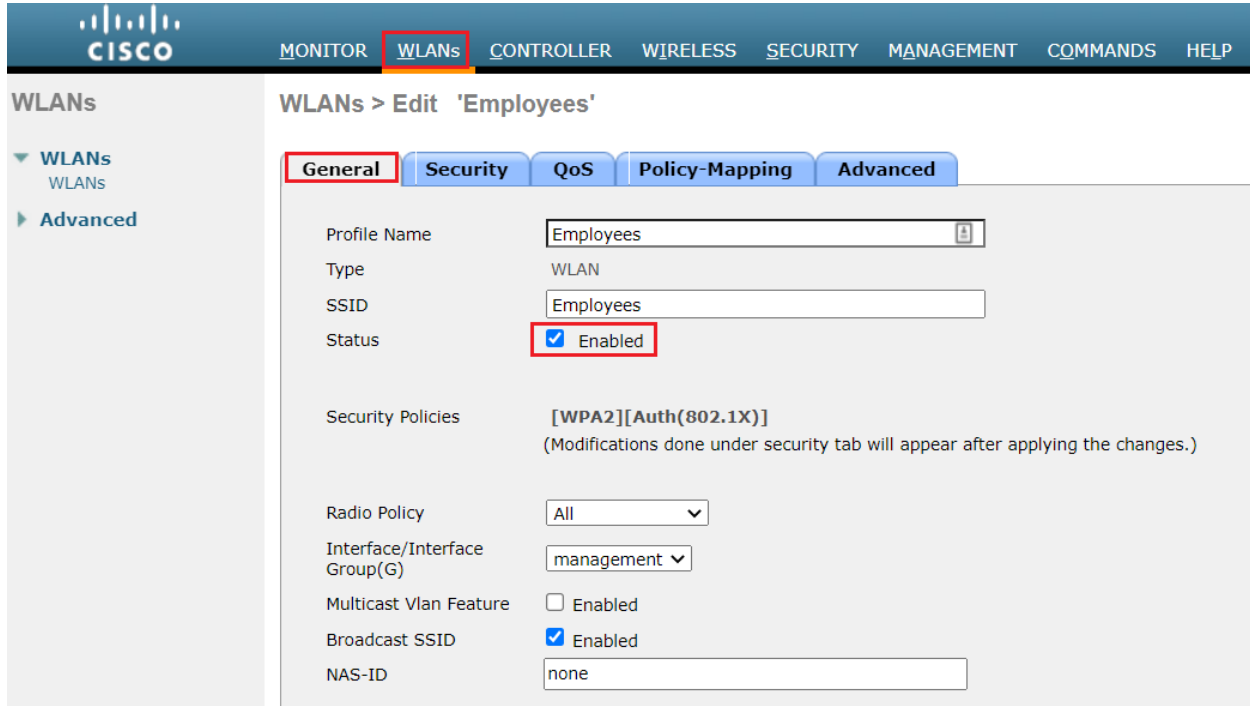 CISCO
MONITOR WLANs CONTROLLER WIRELESS SECURITY MANAGEMENT COMMANDS HELP
WLANs
WLANs > Edit 'Employees'
WLANs
WLANs
Advanced
General Security QoS Policy-Mapping Advanced
Profile Name Employees
Type WLAN
SSID Employees
Status Enabled
Security Policies [WPA2][Auth(802.1X)]
(Modifications done under security tab will appear after applying the changes.)
Radio Policy All
Interface/Interface
Group(G) management
Multicast Vlan Feature Enabled
Broadcast SSID Enabled
NAS-ID none